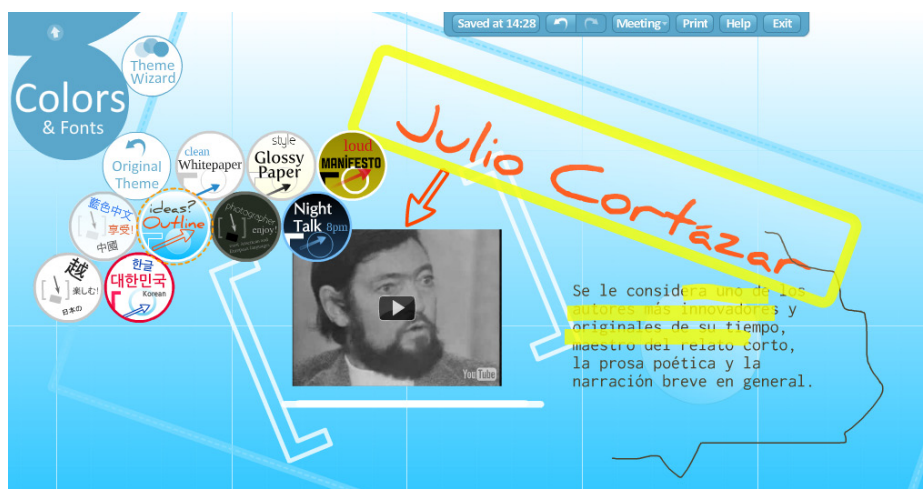 Saved at 14:28
Meeting
Print
Help
Exit
Theme
Wizard
Colors
& Fonts
Original
Theme
clean
Whitepaper
style
Glossy
Paper
loud
MANİFESTO
藍色中文
享受!
中國
ideas?
Outline
photographer
enjoy!
Night
Talk 8pm
越
楽しむ!
日本の
한글
대한민국
Korean
Julio Cortázar
YouTube
Se le considera uno de los
autores más innovadores y
originales de su tiempo,
maestro del relato corto,
la prosa poética y la
narración breve en general.